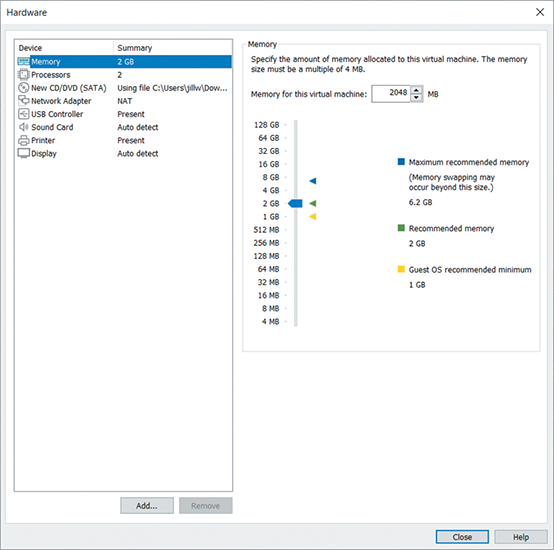 Hardware
Device Summary
Memory 2 GB
Processors 2
New CD/DVD (SATA) Using file C:\Users\jillw\Dow...
Network Adapter NAT
USB Controller Present
Sound Card Auto detect
Printer Present
Display Auto detect
Add... Remove
Memory
Specify the amount of memory allocated to this virtual machine. The memory
size must be a multiple of 4 MB.
Memory for this virtual machine: 2048 MB
128 GB
64 GB
32 GB
16 GB
8 GB
4 GB
2 GB
1 GB
512 MB
256 MB
128 MB
64 MB
32 MB
16 MB
8 MB
4 MB
Maximum recommended memory
(Memory swapping may
occur beyond this size.)
6.2 GB
Recommended memory
2 GB
Guest OS recommended minimum
1 GB
Close Help